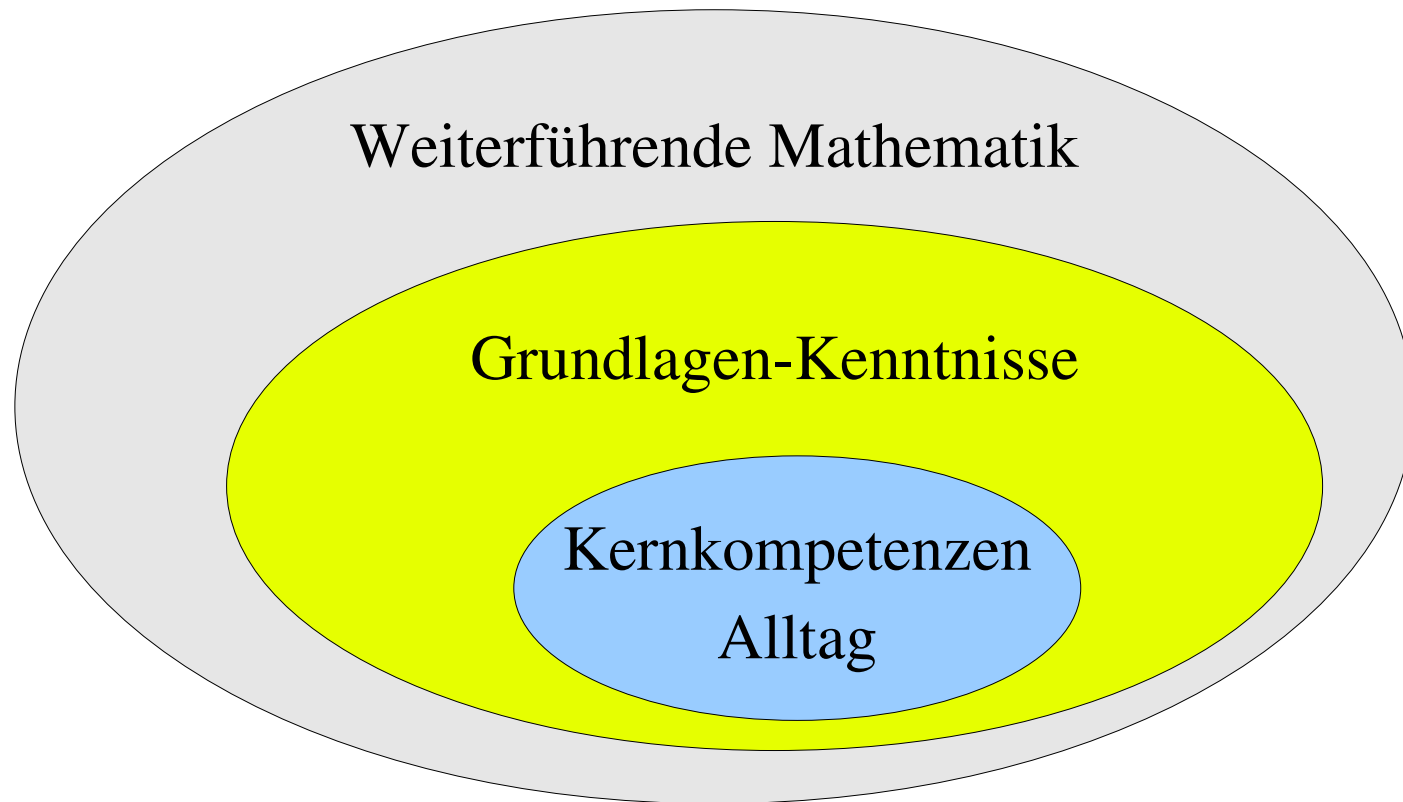 Weiterführende Mathematik
Grundlagen-Kenntnisse
Kernkompetenzen
Alltag